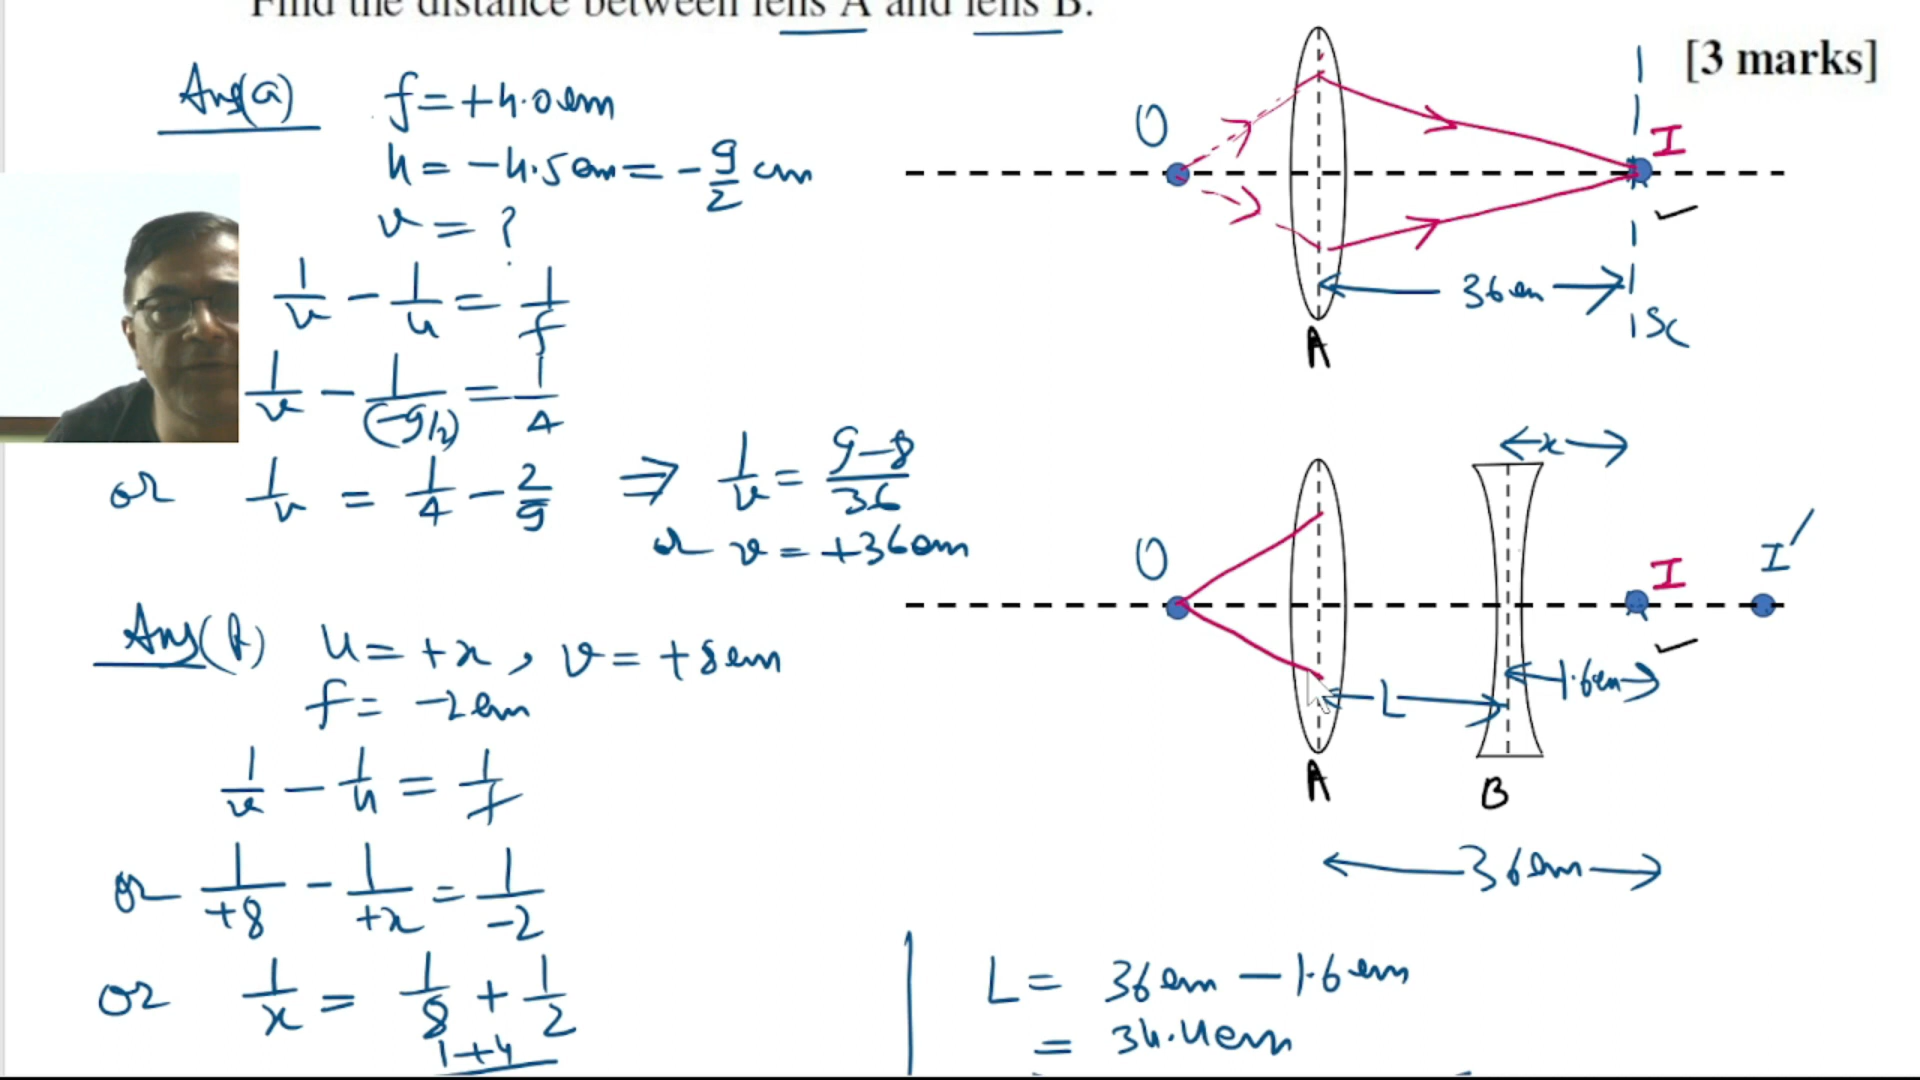 Find the distance between lens A and lens B.
[3 marks]
Ans(a) f = +4.0cm
u = -4.5cm = -9/2 cm
v = ?
1/v - 1/u = 1/f
1/v - 1/(-9/2) = 1/4
or 1/v = 1/4 - 2/9 ⇒ 1/v = 9-8/36
or v = +36cm
Ans(b) u = +x, v = +8cm
f = -2cm
1/v - 1/u = 1/f
or 1/+8 - 1/+x = 1/-2
or 1/x = 1/8 + 1/2
1+4
O
I
36cm
Sc
A
x
O
I
I'
1.6cm
L
A
B
36cm
L = 36cm - 1.6cm
= 34.4cm